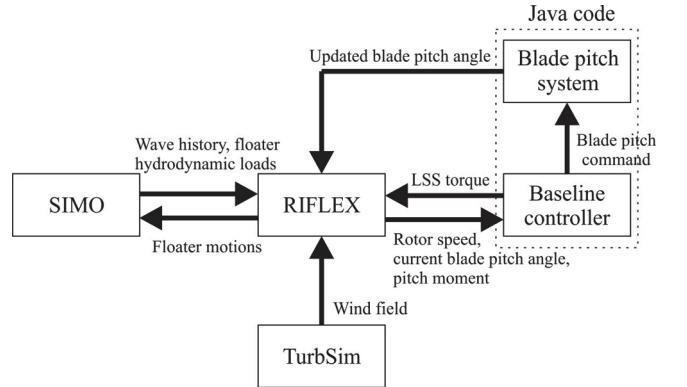 Java code
Updated blade pitch angle
Blade pitch
system
Wave history, floater
hydrodynamic loads
Blade pitch
command
LSS torque
SIMO
RIFLEX
Baseline
controller
Floater motions
Rotor speed,
current blade pitch angle,
pitch moment
Wind field
TurbSim